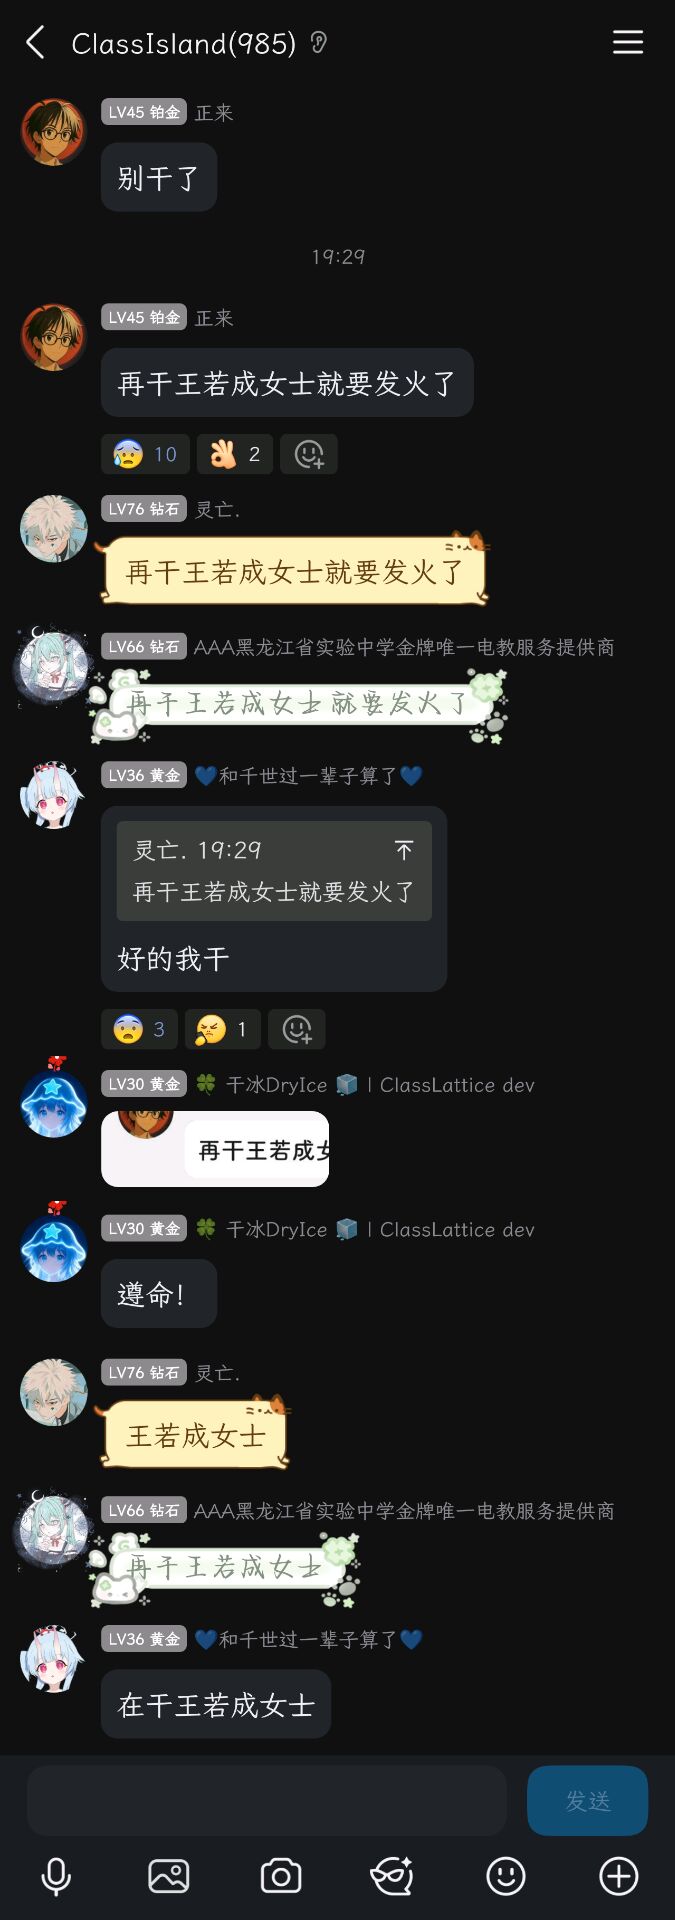 ClassIsland(985)
LV45 铂金 正来
别干了
19:29
LV45 铂金 正来
再干王若成女士就要发火了
10 2
LV76 钻石 灵亡.
再干王若成女士就要发火了
LV66 钻石 AAA黑龙江省实验中学金牌唯一电教服务提供商
再干王若成女士就要发火了
LV36 黄金 💙和千世过一辈子算了💙
灵亡. 19:29
再干王若成女士就要发火了
好的我干
3 1
LV30 黄金 🍀 干冰DryIce 🧊 | ClassLattice dev
再干王若成女
LV30 黄金 🍀 干冰DryIce 🧊 | ClassLattice dev
遵命!
LV76 钻石 灵亡.
王若成女士
LV66 钻石 AAA黑龙江省实验中学金牌唯一电教服务提供商
再干王若成女士
LV36 黄金 💙和千世过一辈子算了💙
在干王若成女士
发送